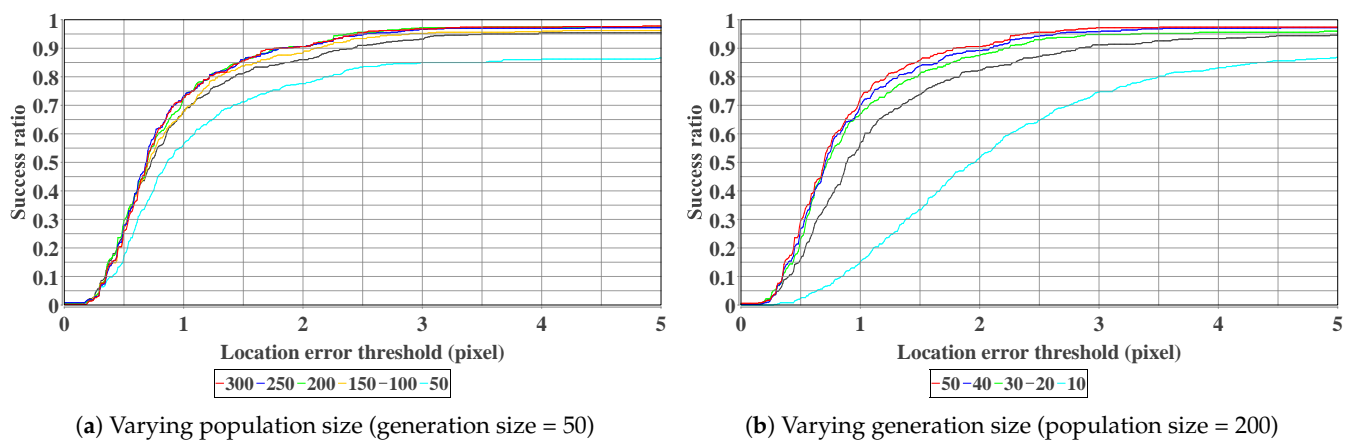 1
0.9
0.8
0.7
0.6
0.5
0.4
0.3
0.2
0.1
0
Success ratio
0 1 2 3 4 5
Location error threshold (pixel)
300 250 200 150 100 50
(a) Varying population size (generation size = 50)
1
0.9
0.8
0.7
0.6
0.5
0.4
0.3
0.2
0.1
0
Success ratio
0 1 2 3 4 5
Location error threshold (pixel)
50 40 30 20 10
(b) Varying generation size (population size = 200)